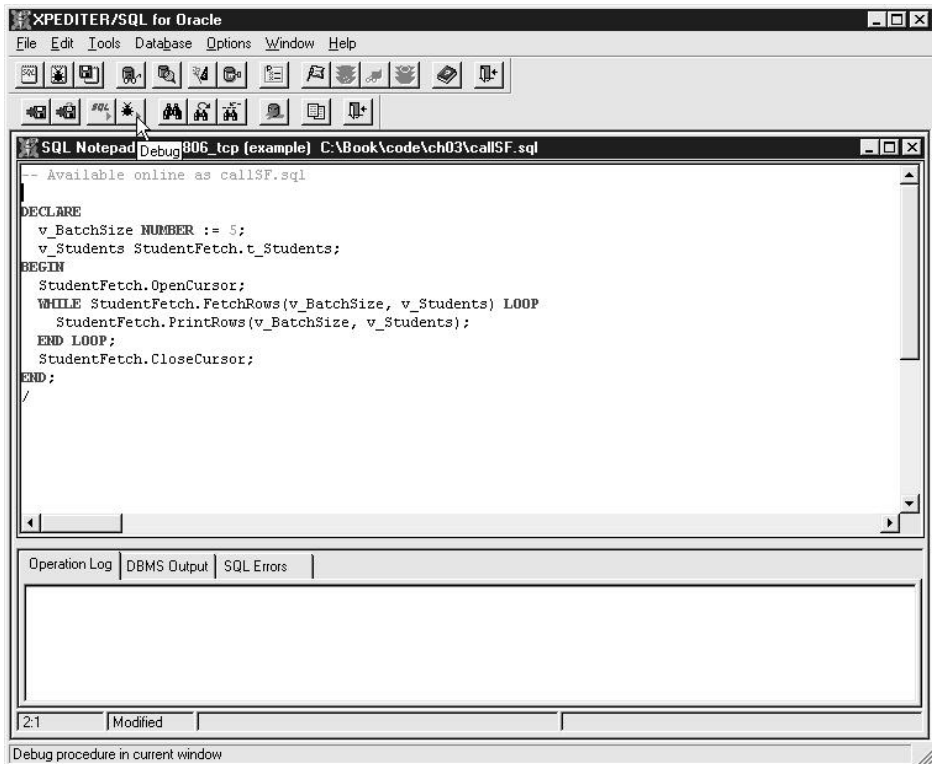 XPEDITER/SQL for Oracle
File Edit Tools Database Options Window Help
SQL
SQL Notepad 806_tcp (example) C:\Book\code\ch03\callSF.sql
Debug
-- Available online as callSF.sql
DECLARE
v_BatchSize NUMBER := 5;
v_Students StudentFetch.t_Students;
BEGIN
StudentFetch.OpenCursor;
WHILE StudentFetch.FetchRows(v_BatchSize, v_Students) LOOP
StudentFetch.PrintRows(v_BatchSize, v_Students);
END LOOP;
StudentFetch.CloseCursor;
END;
/
Operation Log DBMS Output SQL Errors
2:1 Modified
Debug procedure in current window